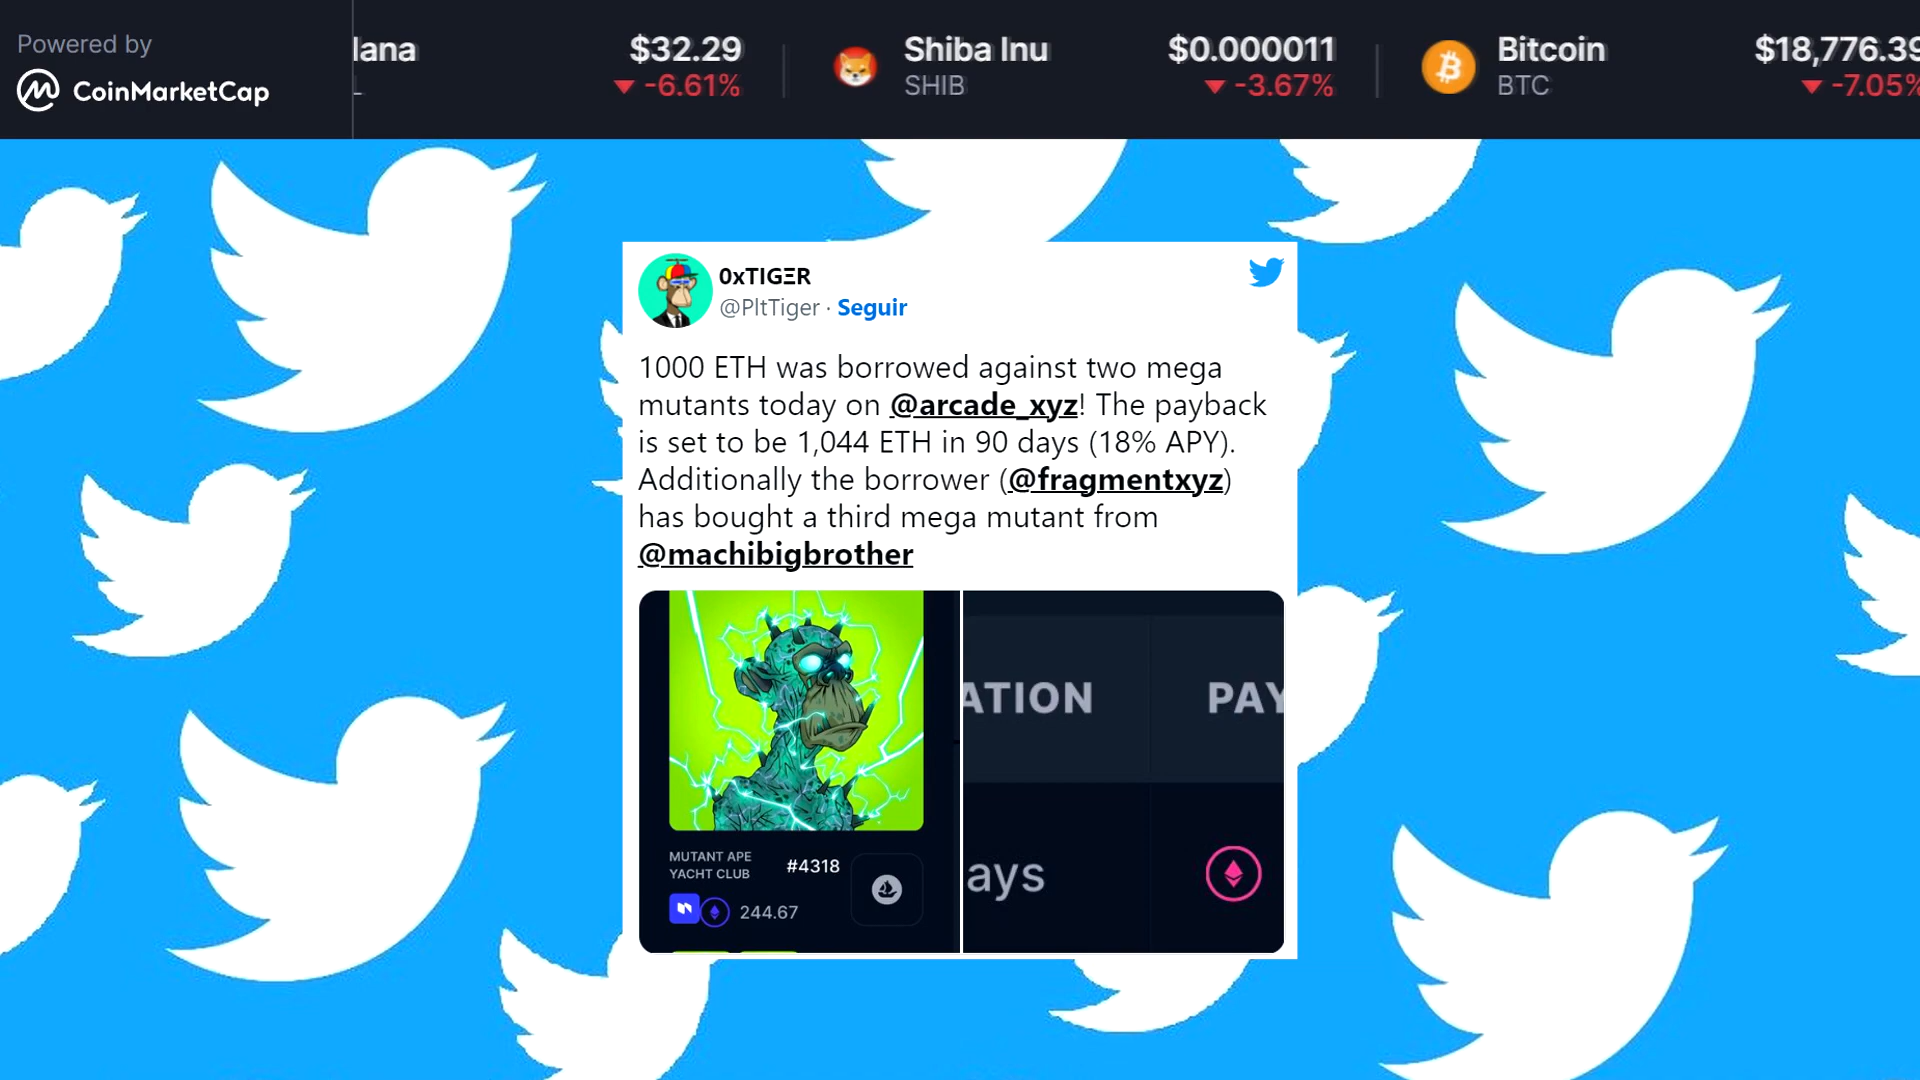 Powered by
CoinMarketCap
lana
$32.29
-6.61%
Shiba Inu
SHIB
$0.000011
-3.67%
Bitcoin
BTC
$18,776.39
-7.05%
0xTIGΞR
@PltTiger · Seguir
1000 ETH was borrowed against two mega
mutants today on @arcade_xyz! The payback
is set to be 1,044 ETH in 90 days (18% APY).
Additionally the borrower (@fragmentxyz)
has bought a third mega mutant from
@machibigbrother
MUTANT APE
YACHT CLUB
#4318
244.67
ATION
PAY
ays